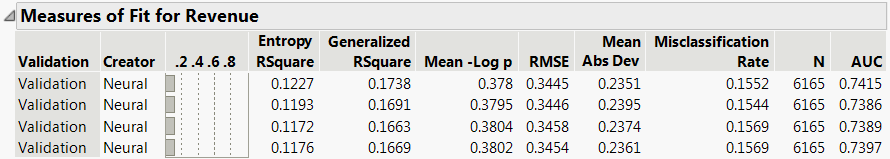 Measures of Fit for Revenue
Entropy Generalized Mean Misclassification
Validation Creator .2 .4 .6 .8 RSquare RSquare Mean -Log p RMSE Abs Dev Rate N AUC
Validation Neural 0.1227 0.1738 0.378 0.3445 0.2351 0.1552 6165 0.7415
Validation Neural 0.1193 0.1691 0.3795 0.3446 0.2395 0.1544 6165 0.7386
Validation Neural 0.1172 0.1663 0.3804 0.3458 0.2374 0.1569 6165 0.7389
Validation Neural 0.1176 0.1669 0.3802 0.3454 0.2361 0.1569 6165 0.7397